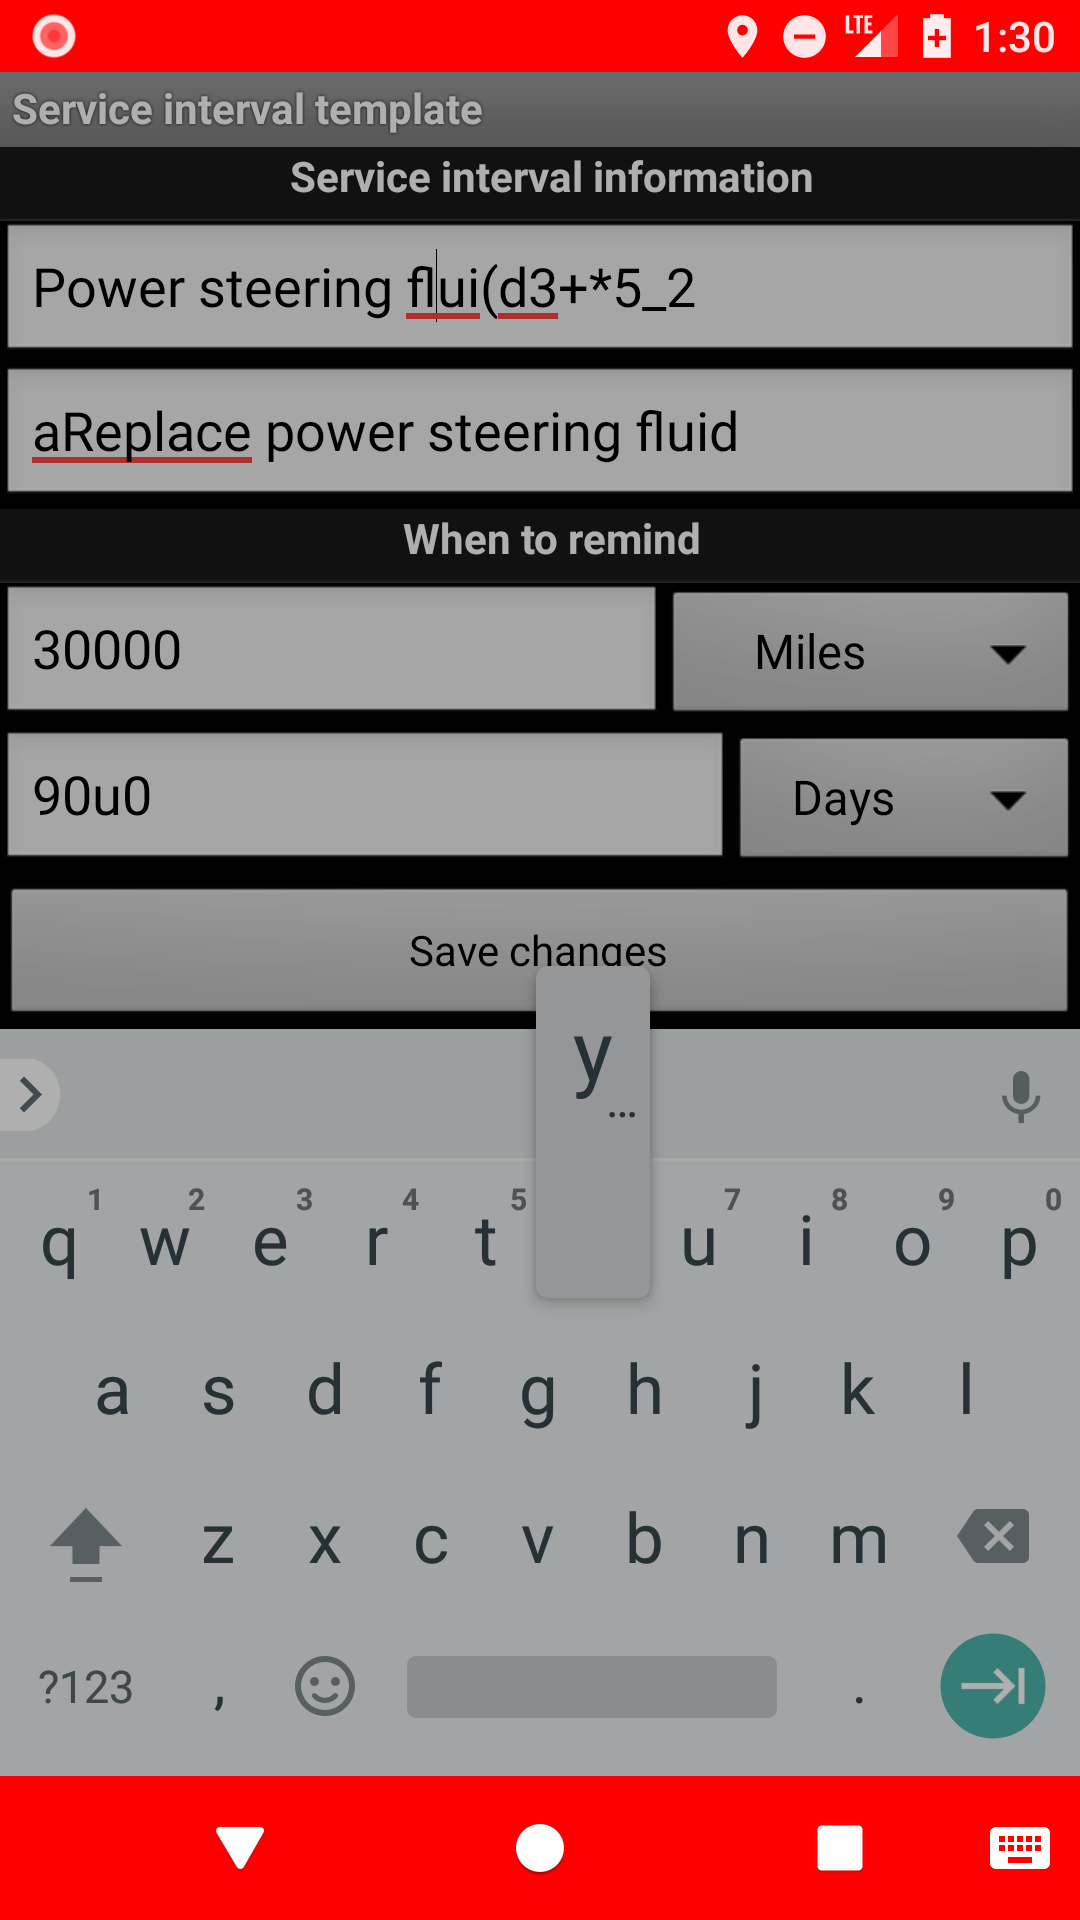 LTE 1:30
Service interval template
Service interval information
Power steering flui(d3+*5_2
aReplace power steering fluid
When to remind
30000 Miles
90u0 Days
Save changes
y
...
1 2 3 4 5 7 8 9 0
q w e r t u i o p
a s d f g h j k l
z x c v b n m
?123 , .